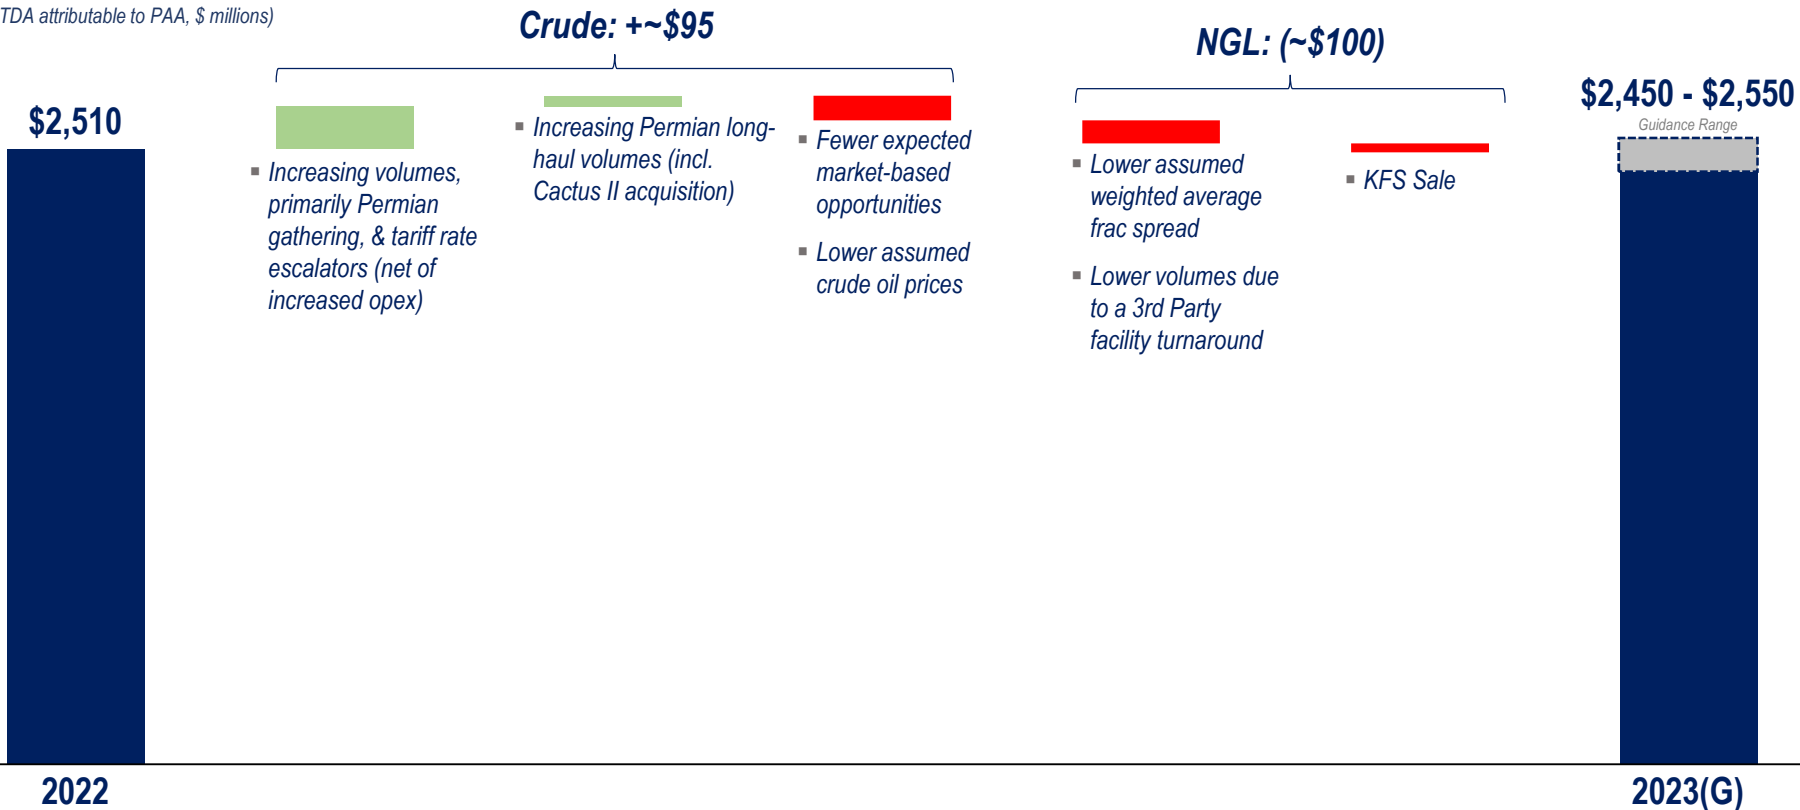 TDA attributable to PAA, $ millions)
Crude: +~$95
NGL: (~$100)
$2,510
▪ Increasing volumes,
primarily Permian
gathering, & tariff rate
escalators (net of
increased opex)
▪ Increasing Permian long-
haul volumes (incl.
Cactus II acquisition)
▪ Fewer expected
market-based
opportunities
▪ Lower assumed
crude oil prices
▪ Lower assumed
weighted average
frac spread
▪ Lower volumes due
to a 3rd Party
facility turnaround
▪ KFS Sale
$2,450 - $2,550
Guidance Range
2022
2023(G)